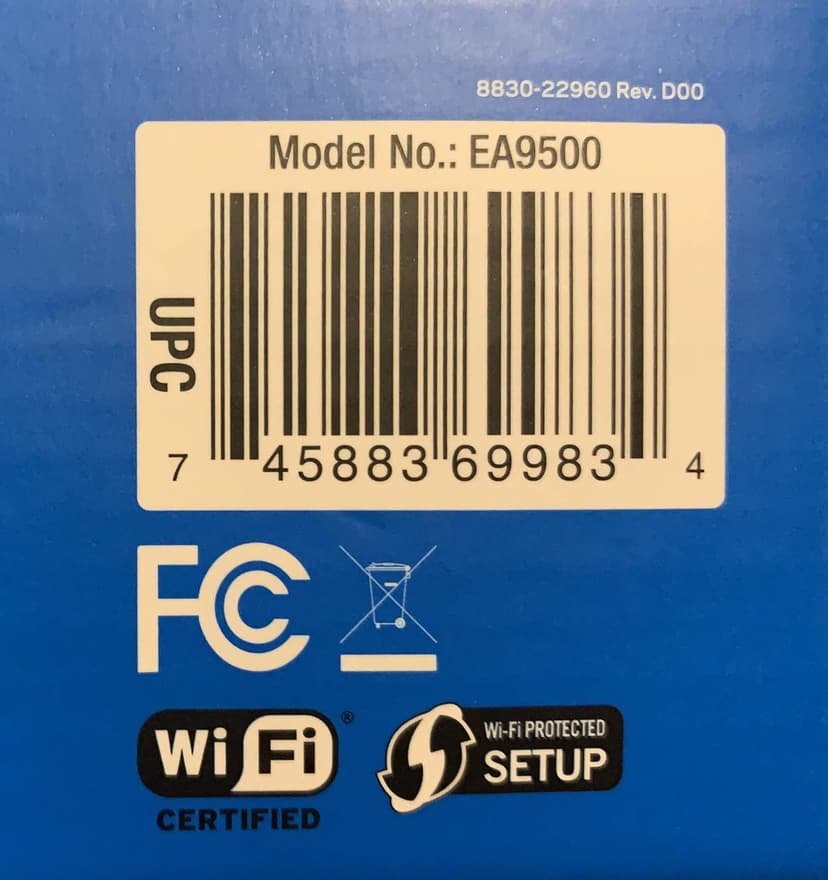 8830-22960 Rev. D00
Model No.: EA9500
UPC
7 45883 69983 4
FC
Wi Fi ®
CERTIFIED
Wi-Fi PROTECTED
SETUP